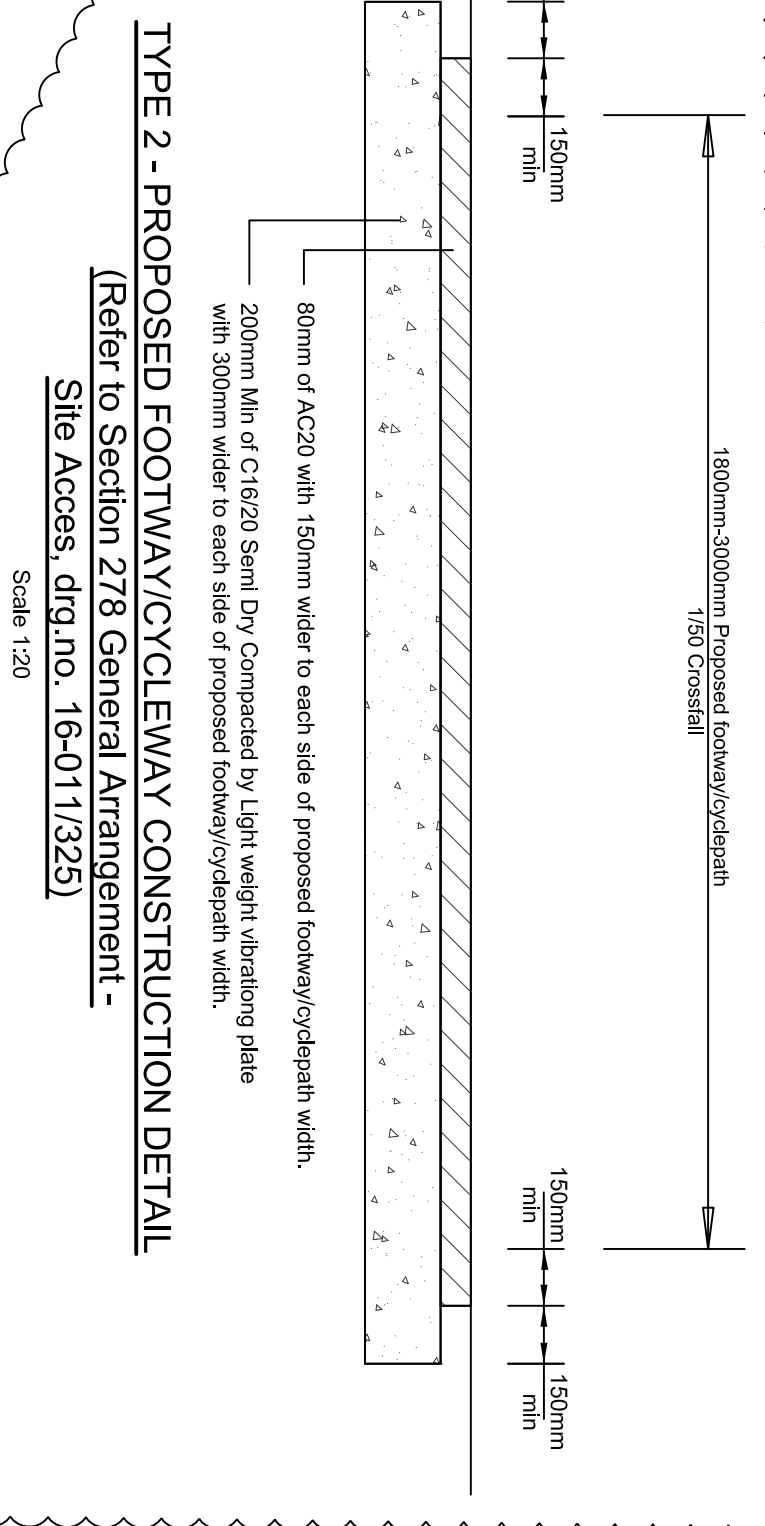 1800mm-3000mm Proposed footway/cyclepath
1/50 Crossfall
150mm
min
150mm
min
150mm
min
80mm of AC20 with 150mm wider to each side of proposed footway/cyclepath width.
200mm Min of C16/20 Semi Dry Compacted by Light weight vibrationg plate
with 300mm wider to each side of proposed footway/cyclepath width.
TYPE 2 - PROPOSED FOOTWAY/CYCLEWAY CONSTRUCTION DETAIL
(Refer to Section 278 General Arrangement -
Site Acces, drg.no. 16-011/325)
Scale 1:20